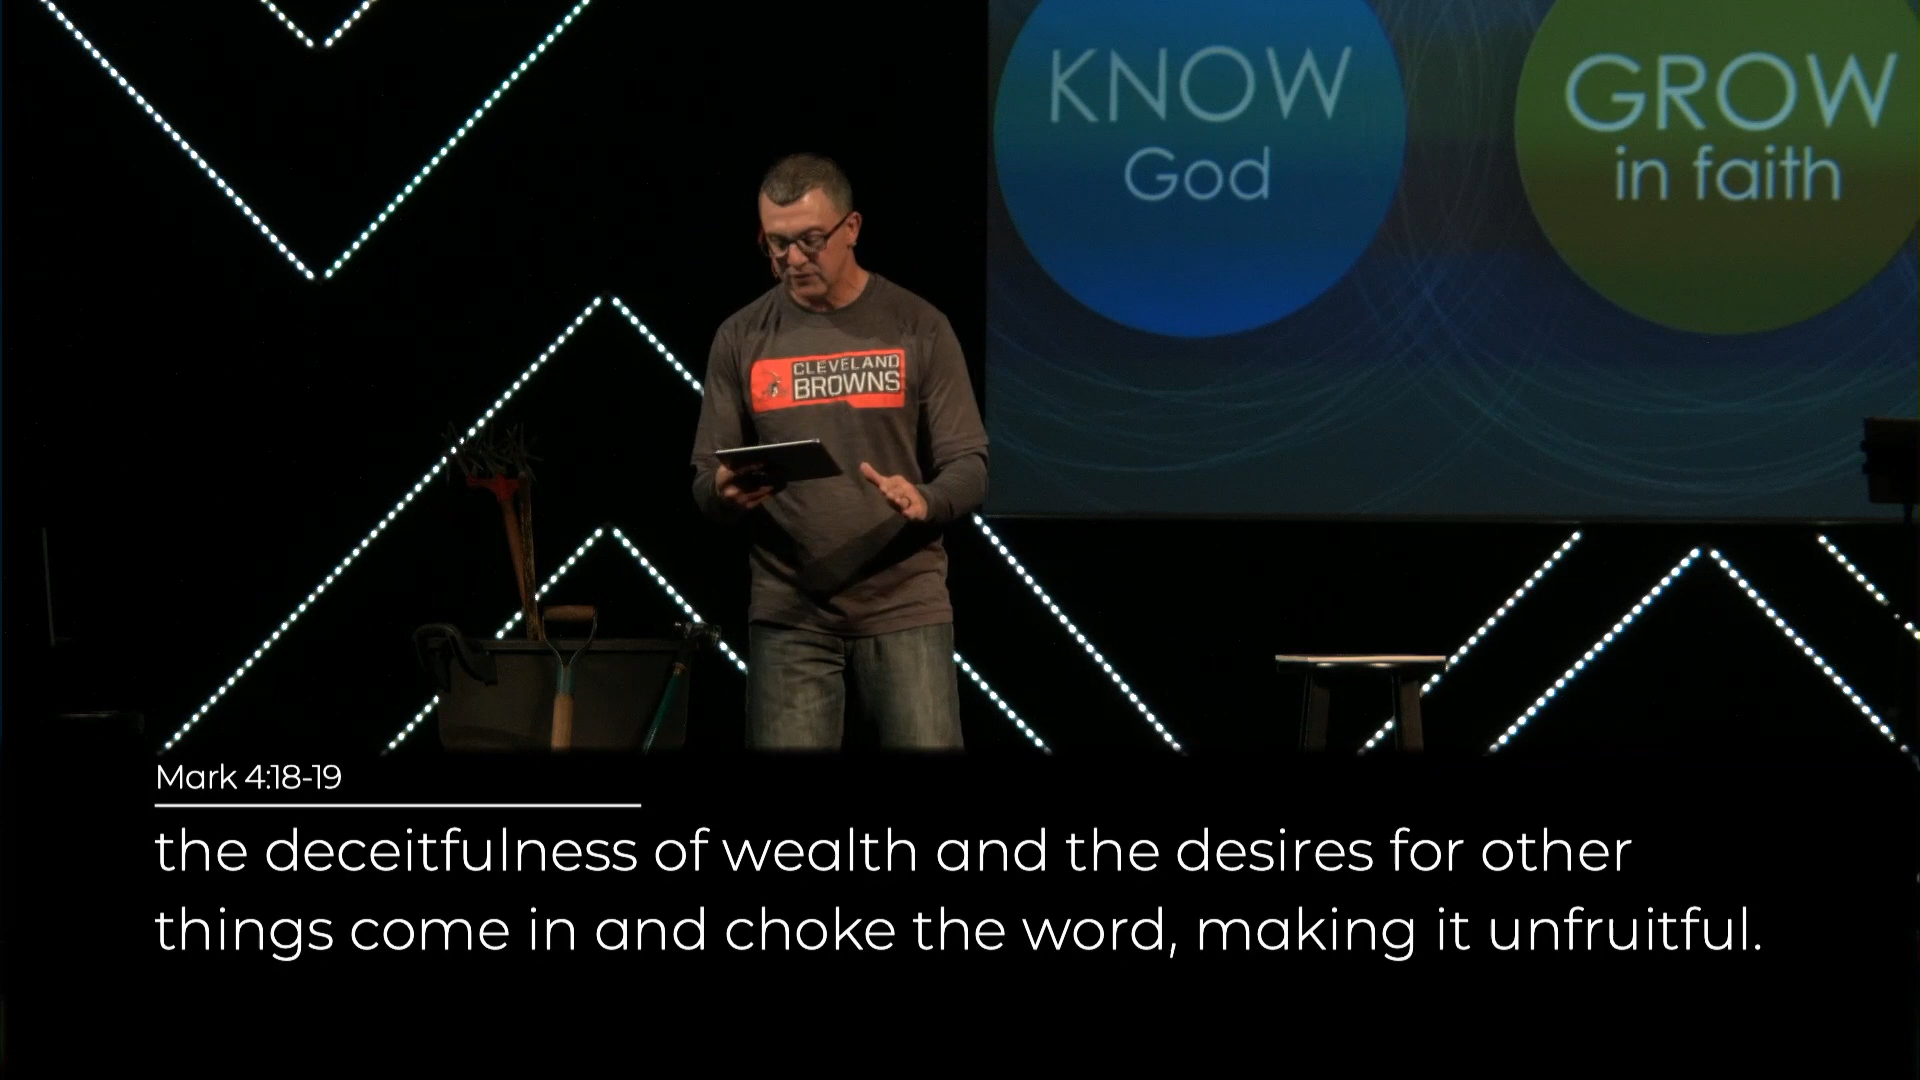 KNOW
God
GROW
in faith
CLEVELAND
BROWNS
Mark 4:18-19
the deceitfulness of wealth and the desires for other
things come in and choke the word, making it unfruitful.